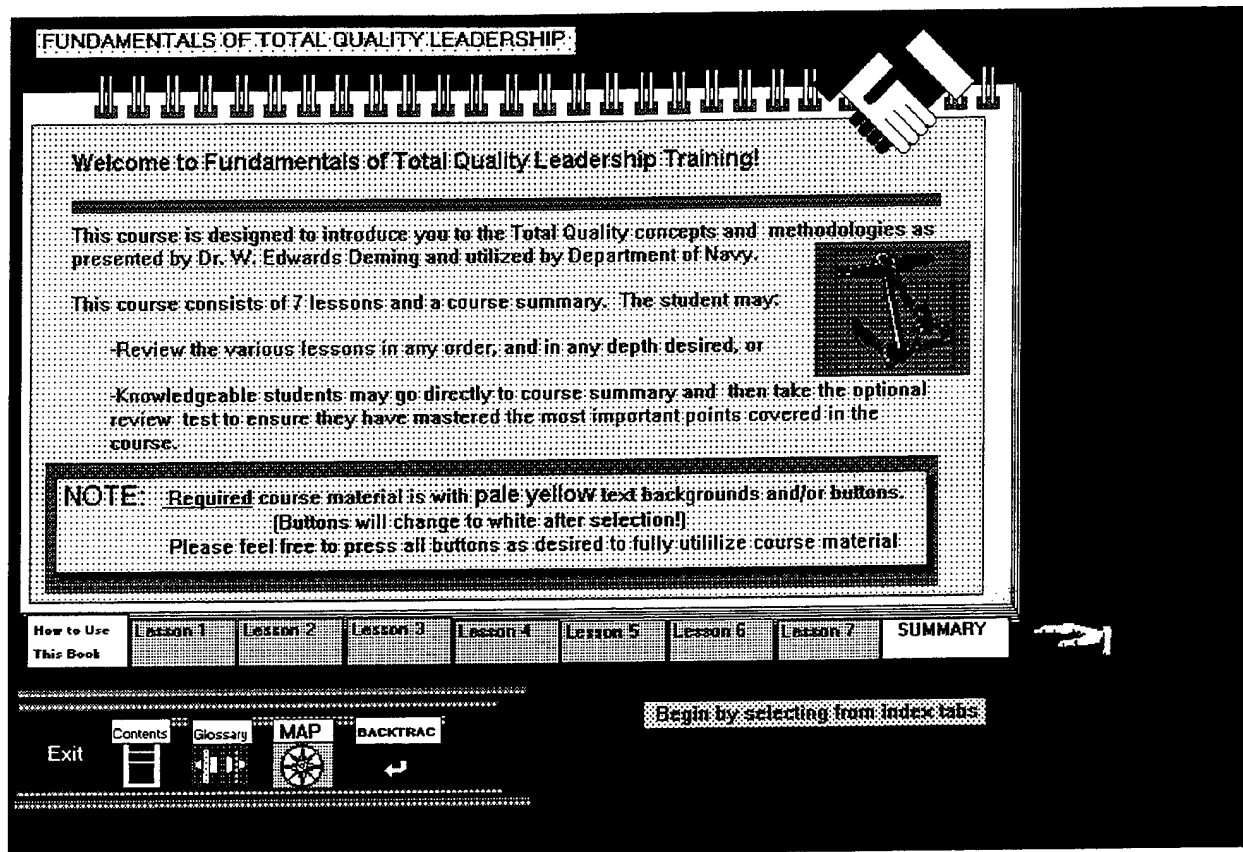 FUNDAMENTALS OF TOTAL QUALITY LEADERSHIP
Welcome to Fundamentals of Total Quality Leadership Training!
This course is designed to introduce you to the Total Quality concepts and methodologies as
presented by Dr. W. Edwards Deming and utilized by Department of Navy.
This course consists of 7 lessons and a course summary. The student may:
-Review the various lessons in any order, and in any depth desired, or
-Knowledgeable students may go directly to course summary and then take the optional
review test to ensure they have mastered the most important points covered in the
course.
NOTE: Required course material is with pale yellow text backgrounds and/or buttons.
(Buttons will change to white after selection!)
Please feel free to press all buttons as desired to fully utililize course material
How to Use
This Book
Lesson 1
Lesson 2
Lesson 3
Lesson 4
Lesson 5
Lesson 6
Lesson 7
SUMMARY
Begin by selecting from index tabs
Exit
Contents
Glossary
MAP
BACKTRAC